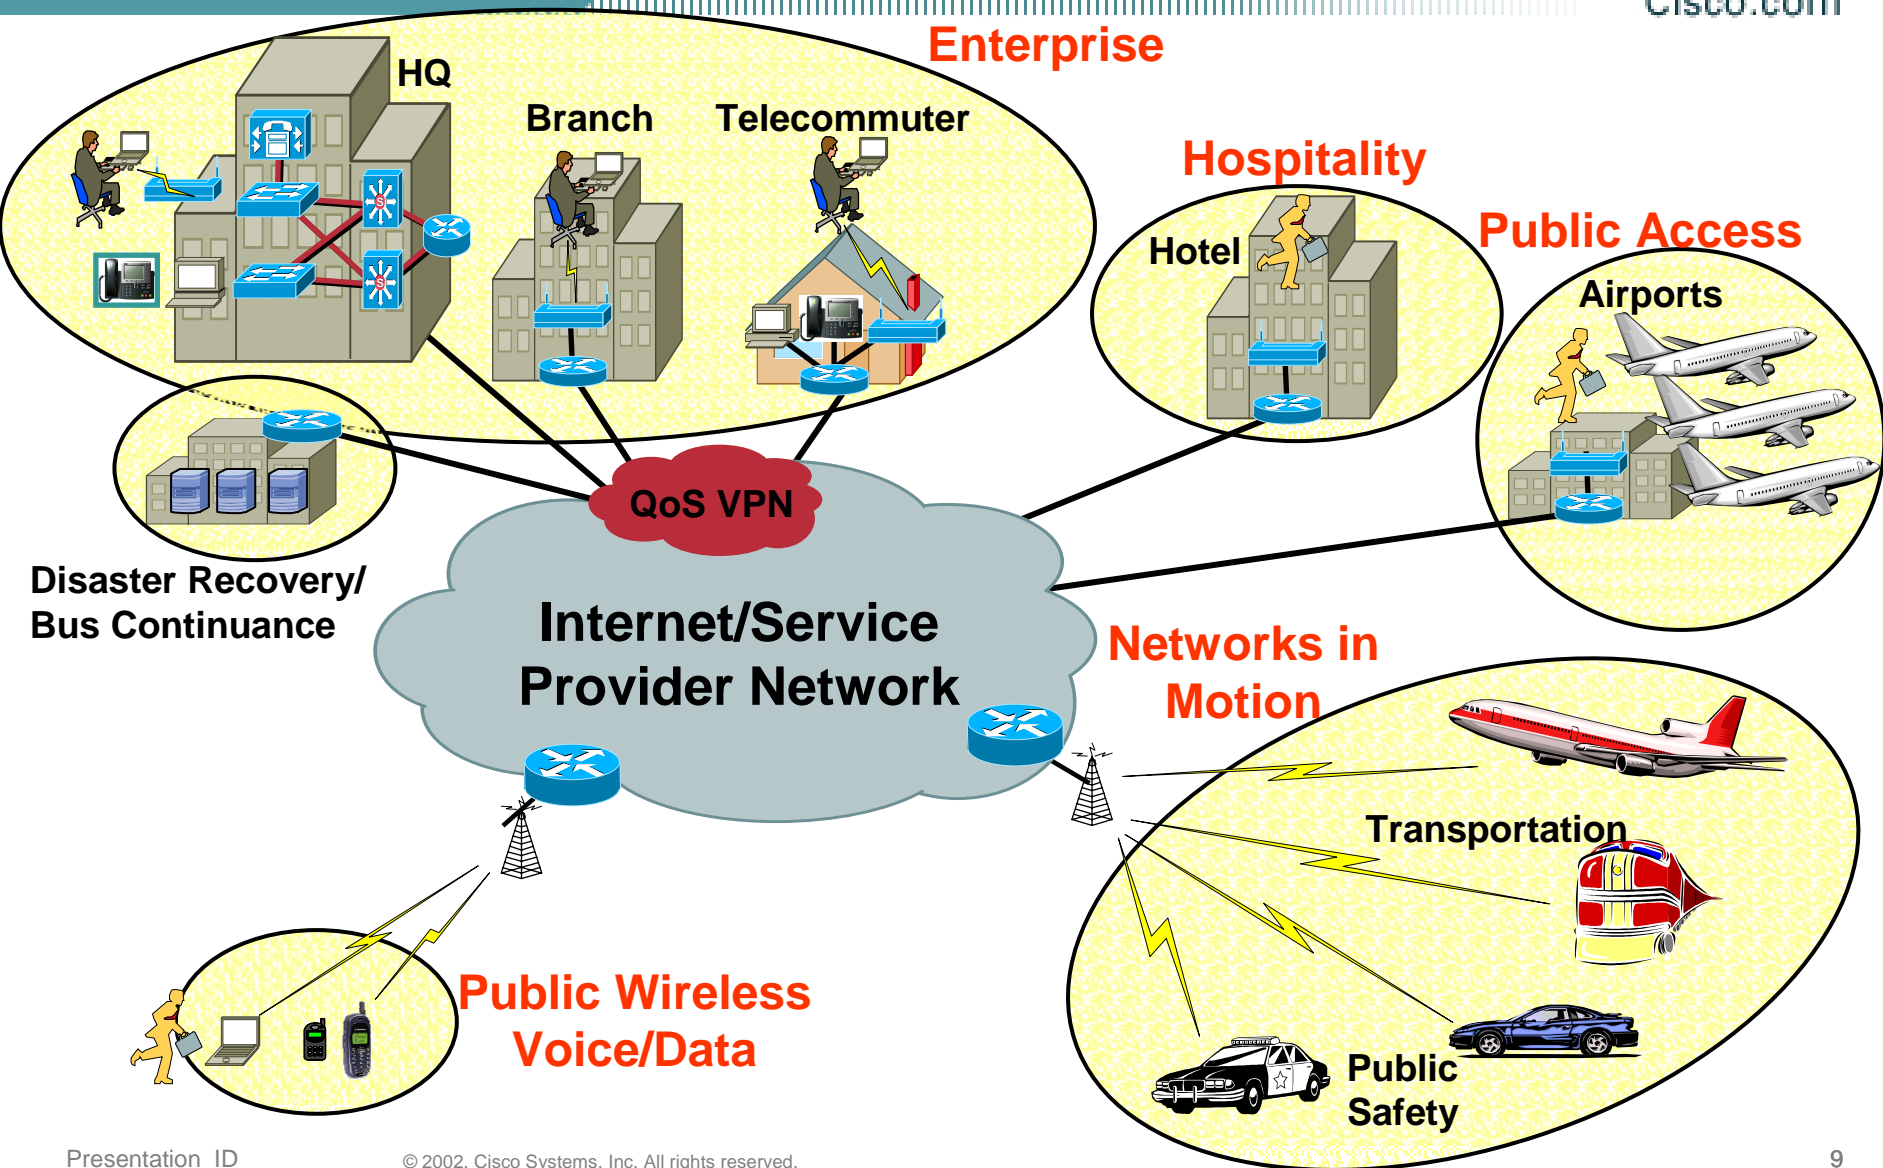 Cisco.com
Enterprise
HQ
Branch
Telecommuter
Hospitality
Hotel
Public Access
Airports
QoS VPN
Disaster Recovery/
Bus Continuance
Internet/Service
Provider Network
Networks in
Motion
Transportation
Public Wireless
Voice/Data
Public
Safety
Presentation_ID
© 2002, Cisco Systems, Inc. All rights reserved.
9